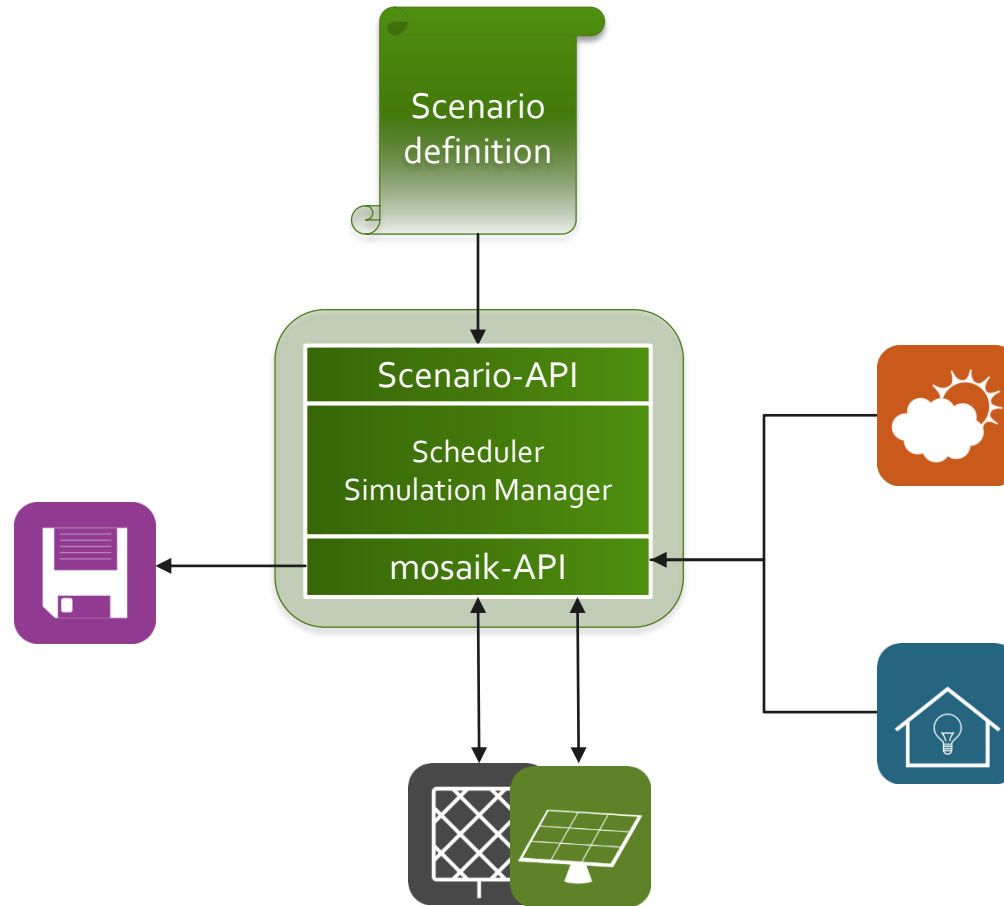 Scenario
definition
Scenario-API
Scheduler
Simulation Manager
mosaik-API